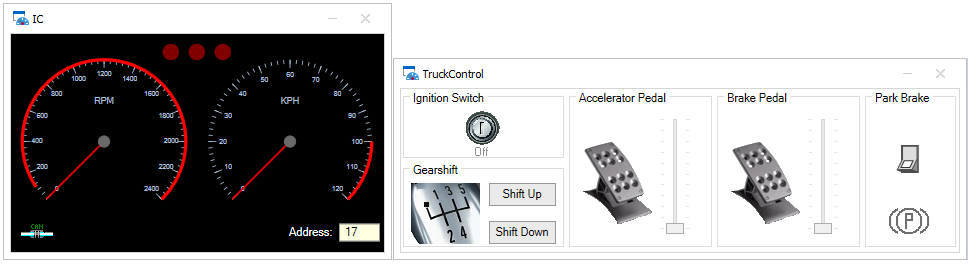 IC
1200
1000 1400
800 1600
RPM
600 1800
400 2000
200 2200
0 2400
60
50 70
40 80
KPH
30 90
20 100
10 110
0 120
CAN
Address: 17
TruckControl
Ignition Switch
Off
Gearshift
1 3 5
2 4
Shift Up
Shift Down
Accelerator Pedal
Brake Pedal
Park Brake
P